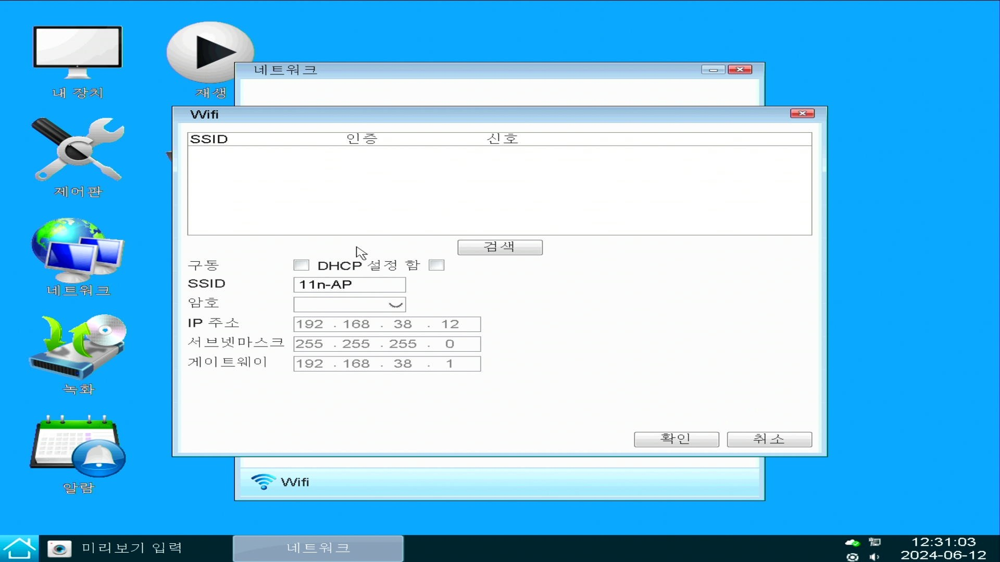 내 장치
재생
제어판
네트워크
녹화
알람
네트워크
Wifi
SSID 인증 신호
검색
구동 DHCP 설정 함
SSID 11n-AP
암호
IP 주소 192 . 168 . 38 . 12
서브넷마스크 255 . 255 . 255 . 0
게이트웨이 192 . 168 . 38 . 1
확인 취소
Wifi
미리보기 입력 네트워크
12:31:03
2024-06-12